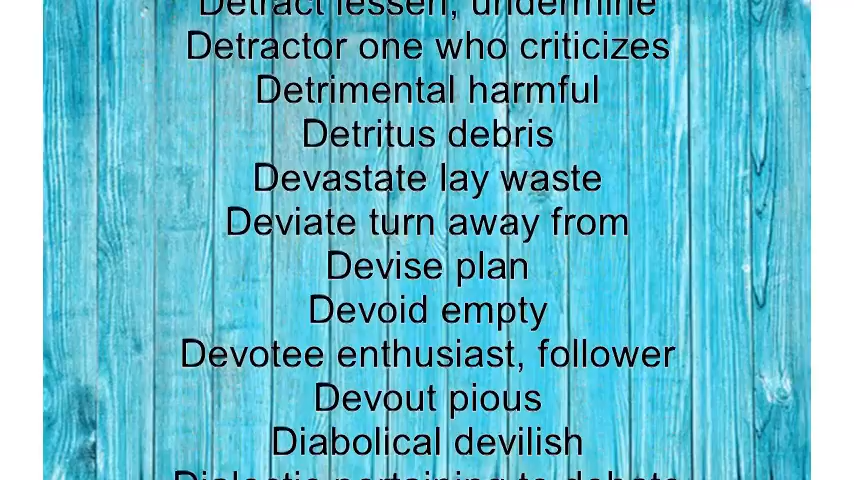 Detract lessen, undermine
Detractor one who criticizes
Detrimental harmful
Detritus debris
Devastate lay waste
Deviate turn away from
Devise plan
Devoid empty
Devotee enthusiast, follower
Devout pious
Diabolical devilish
Dialectic pertaining to debate